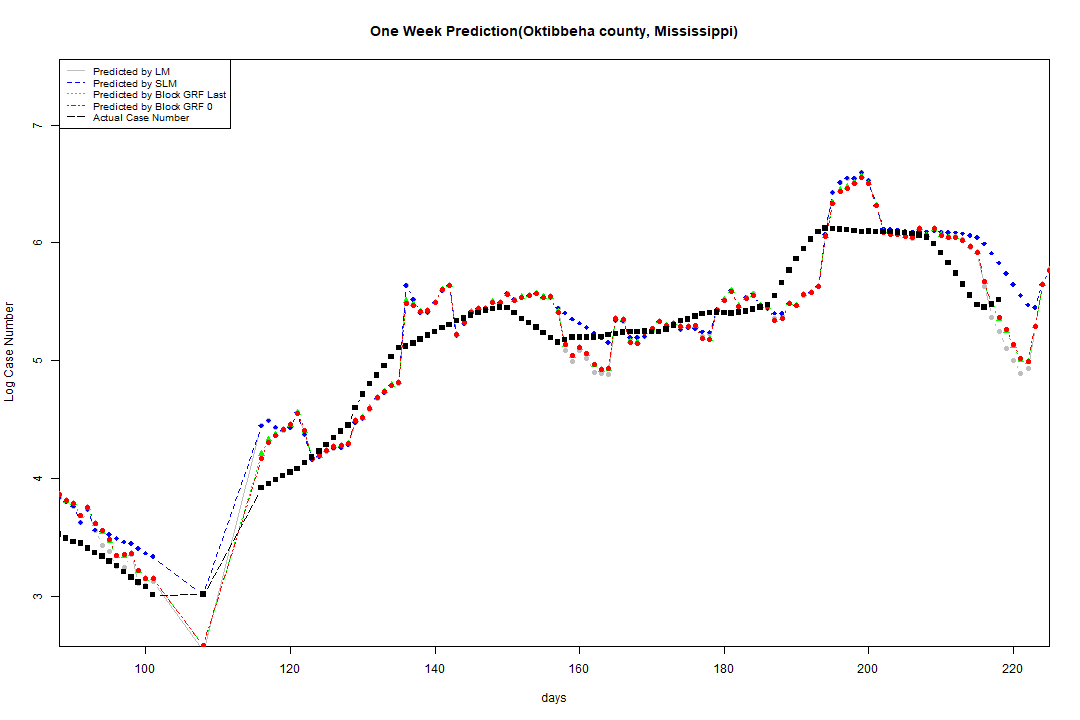 One Week Prediction(Oktibbeha county, Mississippi)
Predicted by LM
Predicted by SLM
Predicted by Block GRF Last
Predicted by Block GRF 0
Actual Case Number
Log Case Number
7
6
5
4
3
100 120 140 160 180 200 220
days